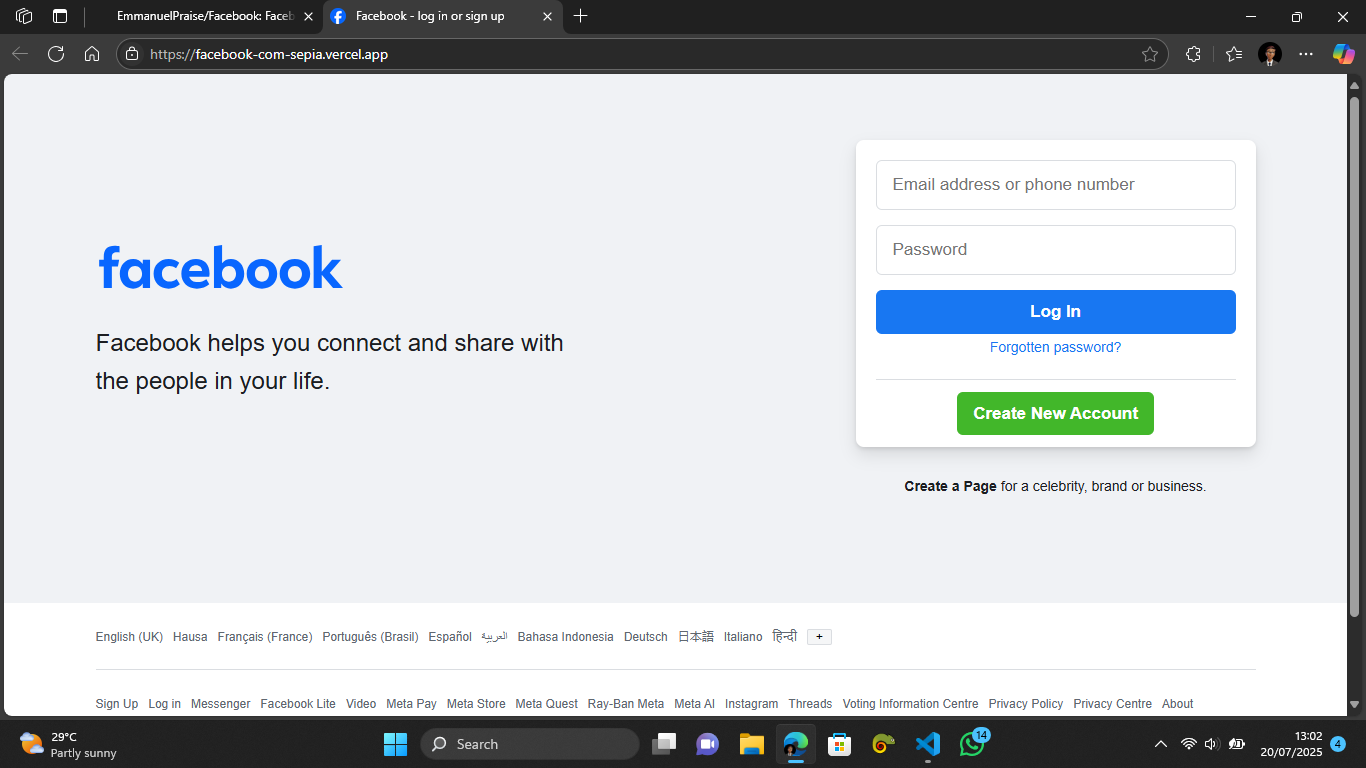 EmmanuelPraise/Facebook: Faceb
Facebook - log in or sign up
https://facebook-com-sepia.vercel.app
facebook
Facebook helps you connect and share with
the people in your life.
Email address or phone number
Password
Log In
Forgotten password?
Create New Account
Create a Page for a celebrity, brand or business.
English (UK) Hausa Français (France) Português (Brasil) Español العربية Bahasa Indonesia Deutsch 日本語 Italiano हिन्दी +
Sign Up Log in Messenger Facebook Lite Video Meta Pay Meta Store Meta Quest Ray-Ban Meta Meta AI Instagram Threads Voting Information Centre Privacy Policy Privacy Centre About
29°C
Partly sunny
Search
14
13:02
20/07/2025
4